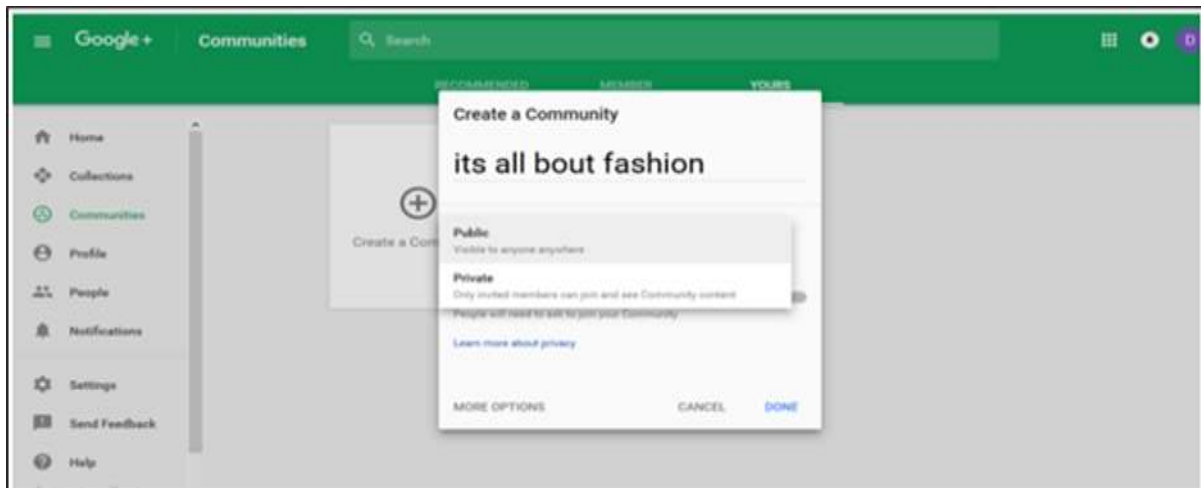 Google+
Communities
Search
RECOMMENDED
MEMBER
YOURS
Home
Collections
Communities
Profile
People
Notifications
Settings
Send Feedback
Help
Create a Com
Create a Community
its all bout fashion
Public
Visible to anyone anywhere
Private
Only invited members can join and see Community content
People will need to ask to join your Community
Learn more about privacy
MORE OPTIONS
CANCEL
DONE
D